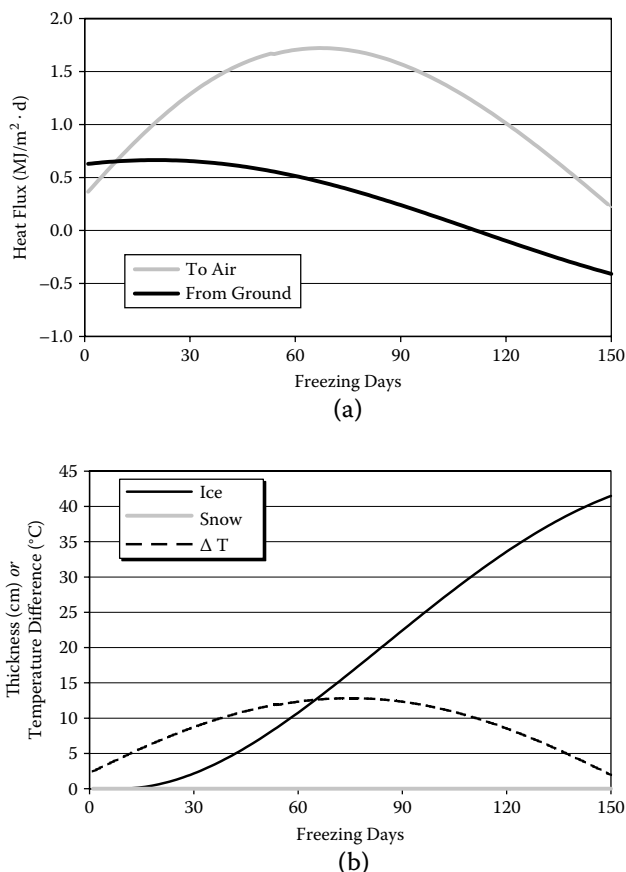 2.0
1.5
1.0
0.5
0.0
−0.5
−1.0
Heat Flux (MJ/m² · d)
To Air
From Ground
0 30 60 90 120 150
Freezing Days
(a)
45
40
35
30
25
20
15
10
5
0
Thickness (cm) or
Temperature Difference (°C)
Ice
Snow
Δ T
0 30 60 90 120 150
Freezing Days
(b)